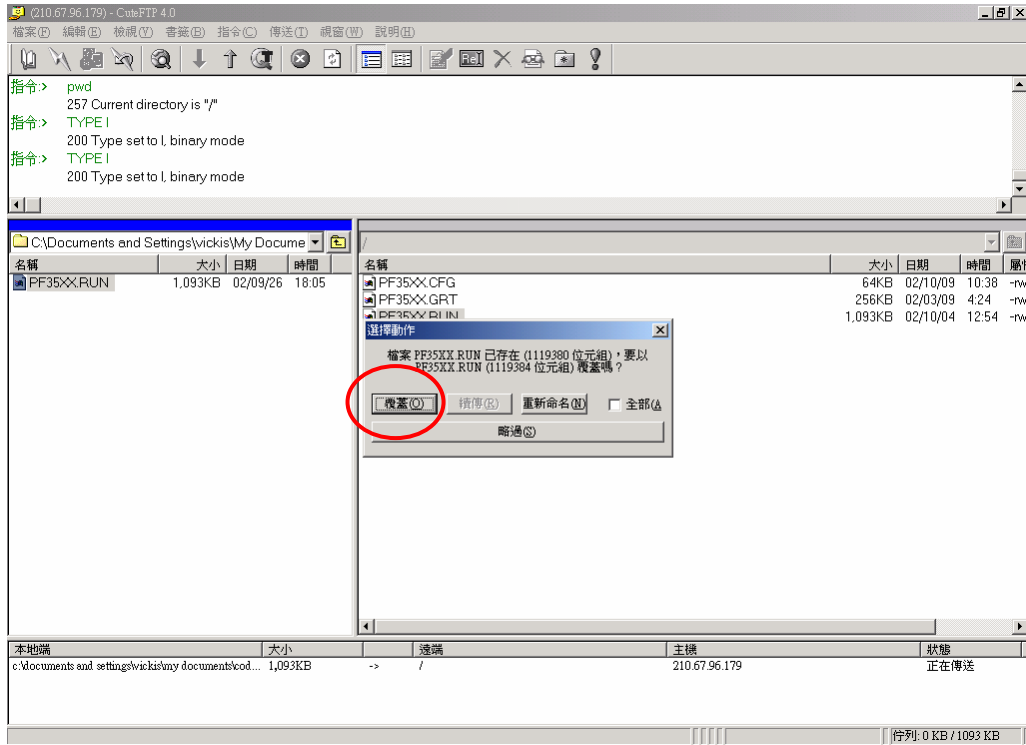 (210.67.96.179) - CuteFTP 4.0
檔案(F) 編輯(E) 檢視(V) 書籤(B) 指令(C) 傳送(T) 視窗(W) 說明(H)
指令:> pwd
257 Current directory is "/"
指令:> TYPE I
200 Type set to I, binary mode
指令:> TYPE I
200 Type set to I, binary mode
C:\Documents and Settings\vickis\My Docume
/
名稱 大小 日期 時間
PF35XX.RUN 1,093KB 02/09/26 18:05
名稱 大小 日期 時間
PF35XX.CFG 64KB 02/10/09 10:38 -rw
PF35XX.GRT 256KB 02/03/09 4:24 -rw
PF35XX.RUN 1,093KB 02/10/04 12:54 -rw
選擇動作
檔案 PF35XX.RUN 已存在 (1119380 位元組),要以
PF35XX.RUN (1119384 位元組) 覆蓋嗎?
覆蓋(O) 續傳(R) 重新命名(N) 全部(A
略過(S)
本地端 大小 遠端 主機 狀態
c:\documents and settings\vickis\my documents\cod... 1,093KB -> / 210.67.96.179 正在傳送
佇列: 0 KB / 1093 KB